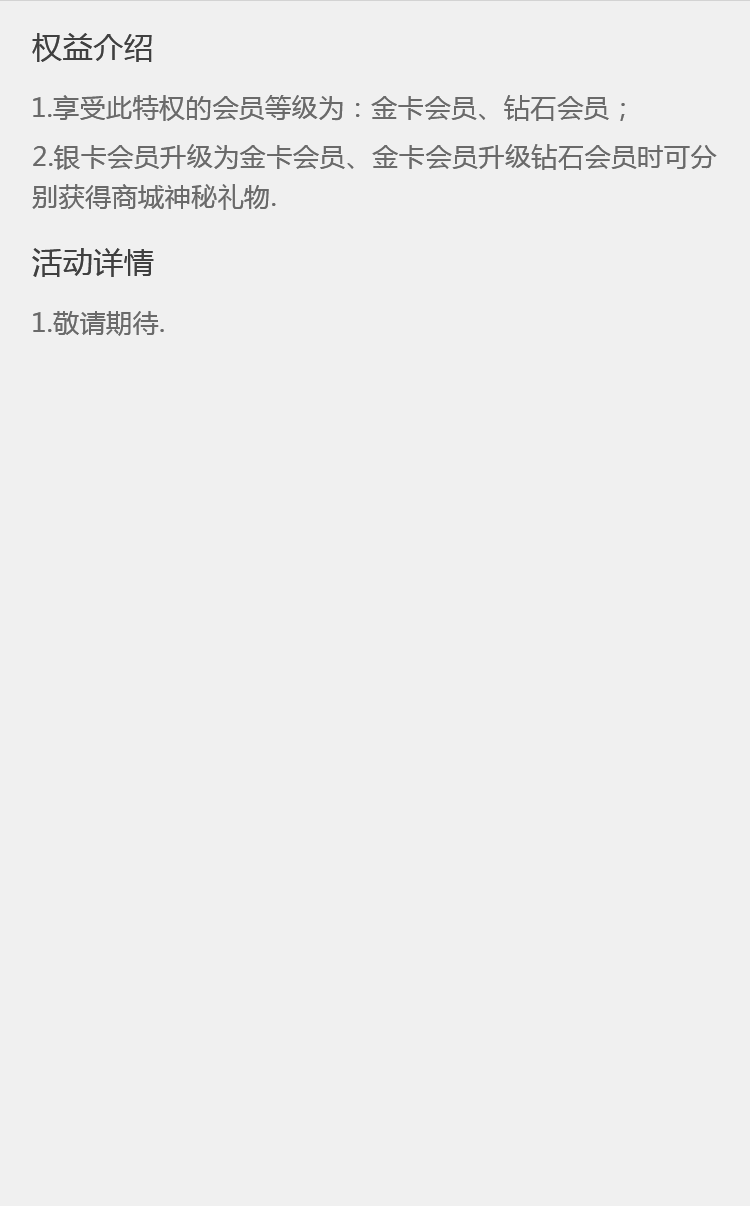 权益介绍
1.享受此特权的会员等级为：金卡会员、钻石会员；
2.银卡会员升级为金卡会员、金卡会员升级钻石会员时可分
别获得商城神秘礼物.
活动详情
1.敬请期待.